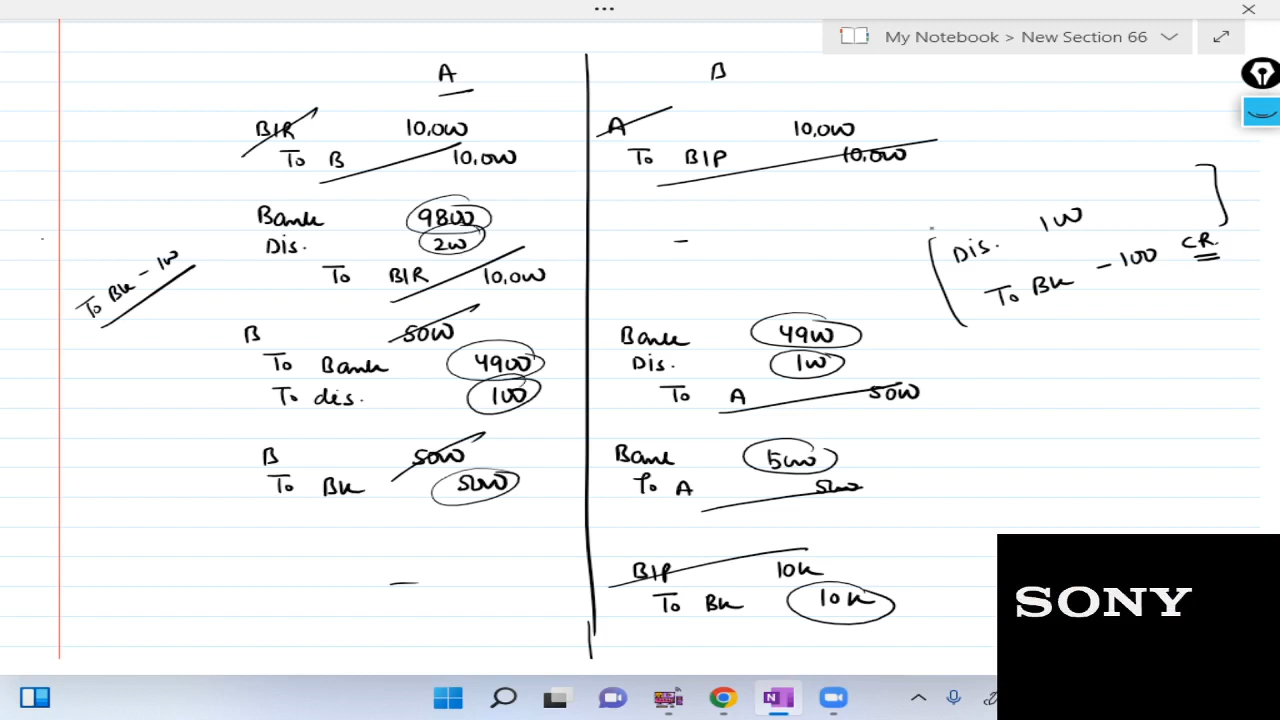 My Notebook > New Section 66
A
B/R 10,000
To B 10,000
Bank 9800
Dis. 200
To B/R 10,000
To Bk - 100
B 5000
To Bank 4900
To dis. 100
B 5000
To Bk 5000
B
A 10,000
To B/P 10,000
Bank 4900
Dis. 100
To A 5000
Bank 5000
To A 5000
B/P 10k
To Bk 10k
Dis. 100
To Bk - 100 CR.
SONY